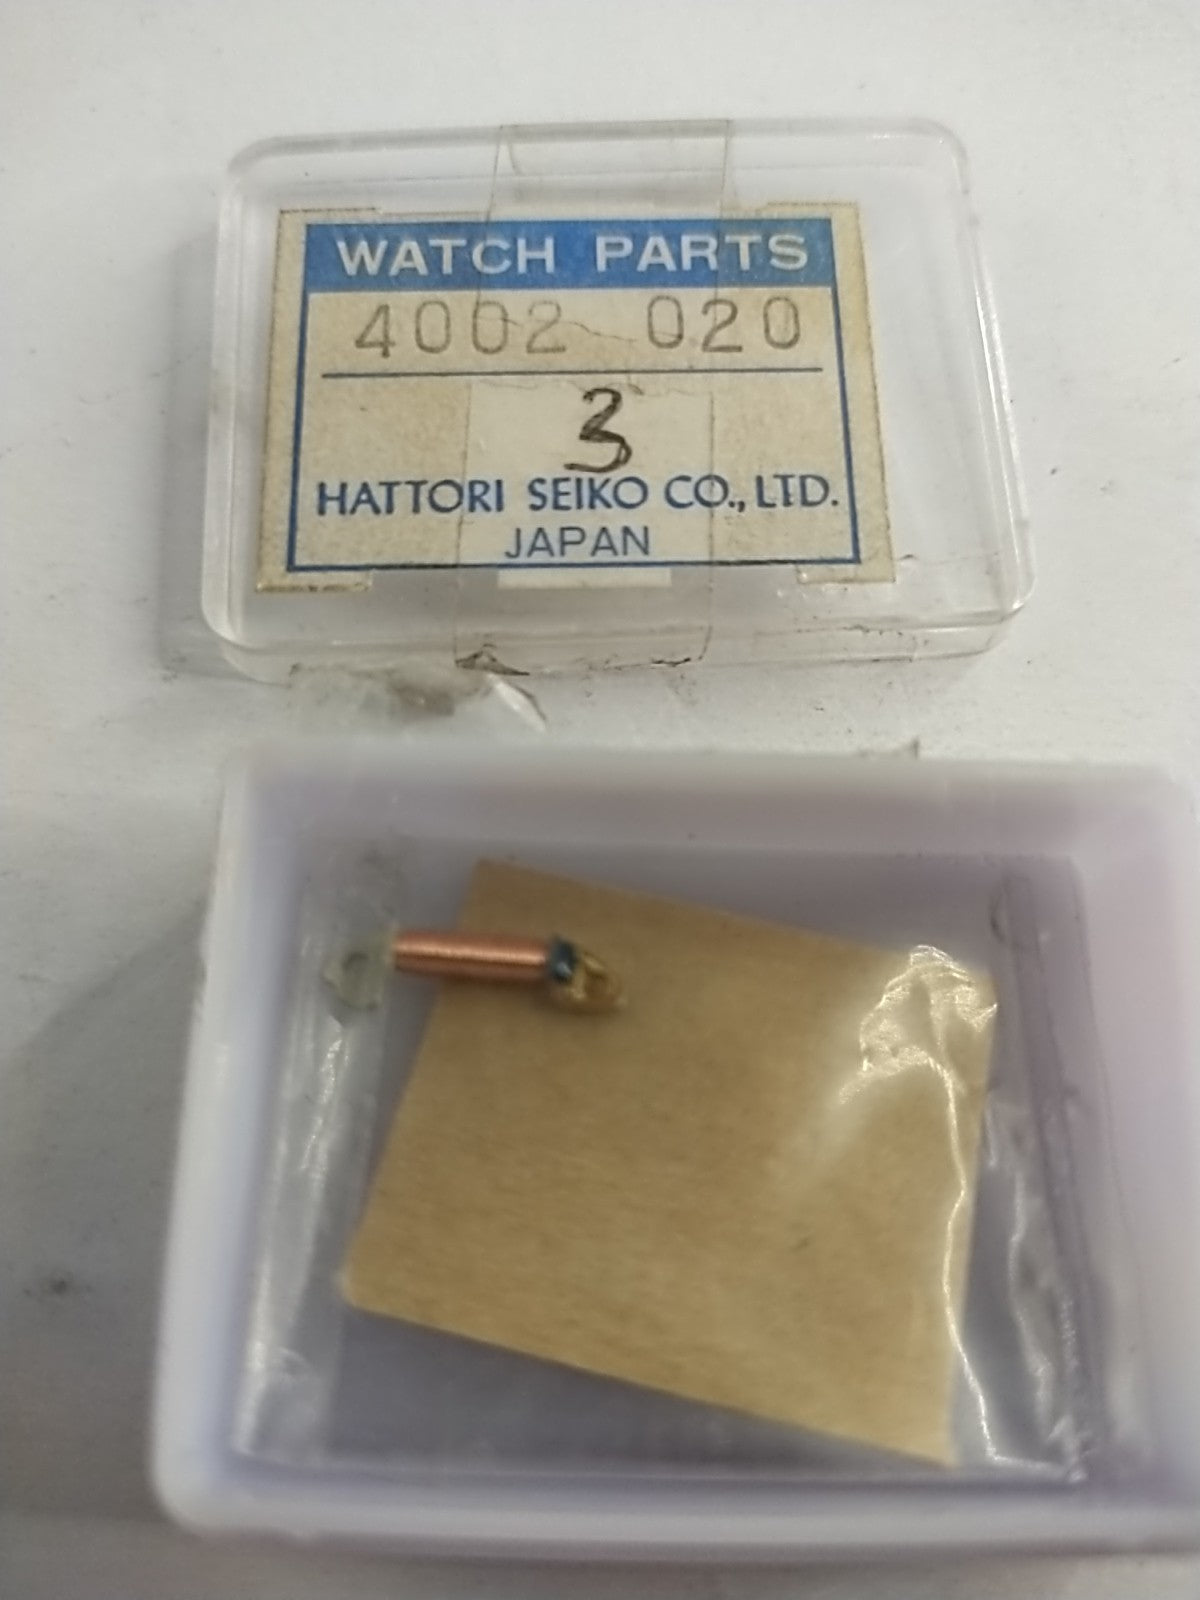 WATCH PARTS
4002 020
3
HATTORI SEIKO CO., LTD.
JAPAN